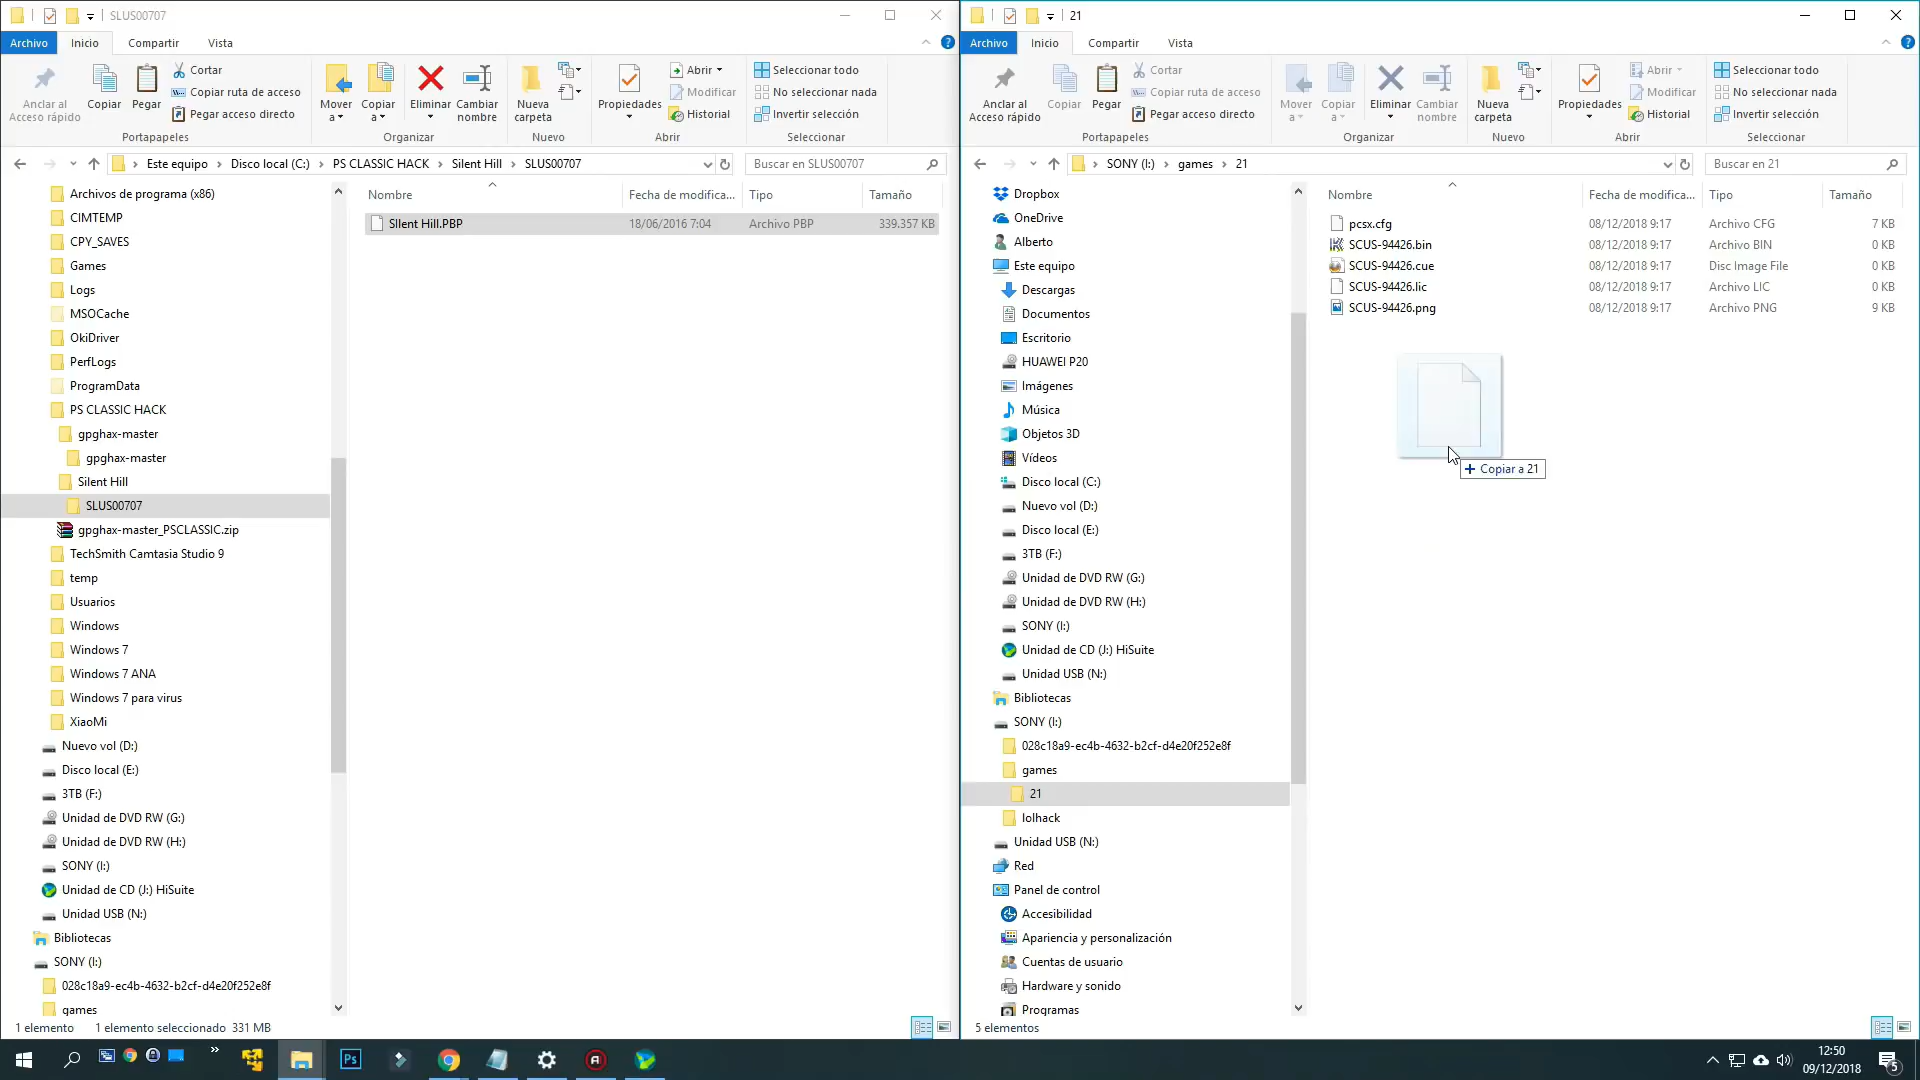 SLUS00707
Archivo Inicio Compartir Vista
Anclar al Acceso rápido
Copiar
Pegar
Cortar
Copiar ruta de acceso
Pegar acceso directo
Portapapeles
Mover a
Copiar a
Eliminar
Cambiar nombre
Organizar
Nueva carpeta
Nuevo
Propiedades
Abrir
Modificar
Historial
Abrir
Seleccionar todo
No seleccionar nada
Invertir selección
Seleccionar
Este equipo > Disco local (C:) > PS CLASSIC HACK > Silent Hill > SLUS00707
Buscar en SLUS00707
Archivos de programa (x86)
CIMTEMP
CPY_SAVES
Games
Logs
MSOCache
OkiDriver
PerfLogs
ProgramData
PS CLASSIC HACK
gpghax-master
gpghax-master
Silent Hill
SLUS00707
gpghax-master_PSCLASSIC.zip
TechSmith Camtasia Studio 9
temp
Usuarios
Windows
Windows 7
Windows 7 ANA
Windows 7 para virus
XiaoMi
Nuevo vol (D:)
Disco local (E:)
3TB (F:)
Unidad de DVD RW (G:)
Unidad de DVD RW (H:)
SONY (I:)
Unidad de CD (J:) HiSuite
Unidad USB (N:)
Bibliotecas
SONY (I:)
028c18a9-ec4b-4632-b2cf-d4e20f252e8f
games
Nombre Fecha de modifica... Tipo Tamaño
SIlent Hill.PBP 18/06/2016 7:04 Archivo PBP 339.357 KB
1 elemento 1 elemento seleccionado 331 MB
21
Archivo Inicio Compartir Vista
Anclar al Acceso rápido
Copiar
Pegar
Cortar
Copiar ruta de acceso
Pegar acceso directo
Portapapeles
Mover a
Copiar a
Eliminar
Cambiar nombre
Organizar
Nueva carpeta
Nuevo
Propiedades
Abrir
Modificar
Historial
Abrir
Seleccionar todo
No seleccionar nada
Invertir selección
Seleccionar
SONY (I:) > games > 21
Buscar en 21
Dropbox
OneDrive
Alberto
Este equipo
Descargas
Documentos
Escritorio
HUAWEI P20
Imágenes
Música
Objetos 3D
Vídeos
Disco local (C:)
Nuevo vol (D:)
Disco local (E:)
3TB (F:)
Unidad de DVD RW (G:)
Unidad de DVD RW (H:)
SONY (I:)
Unidad de CD (J:) HiSuite
Unidad USB (N:)
Bibliotecas
SONY (I:)
028c18a9-ec4b-4632-b2cf-d4e20f252e8f
games
21
lolhack
Unidad USB (N:)
Red
Panel de control
Accesibilidad
Apariencia y personalización
Cuentas de usuario
Hardware y sonido
Programas
Nombre Fecha de modifica... Tipo Tamaño
pcsx.cfg 08/12/2018 9:17 Archivo CFG 7 KB
SCUS-94426.bin 08/12/2018 9:17 Archivo BIN 0 KB
SCUS-94426.cue 08/12/2018 9:17 Disc Image File 0 KB
SCUS-94426.lic 08/12/2018 9:17 Archivo LIC 0 KB
SCUS-94426.png 08/12/2018 9:17 Archivo PNG 9 KB
+ Copiar a 21
5 elementos
Ps
12:50
09/12/2018
5